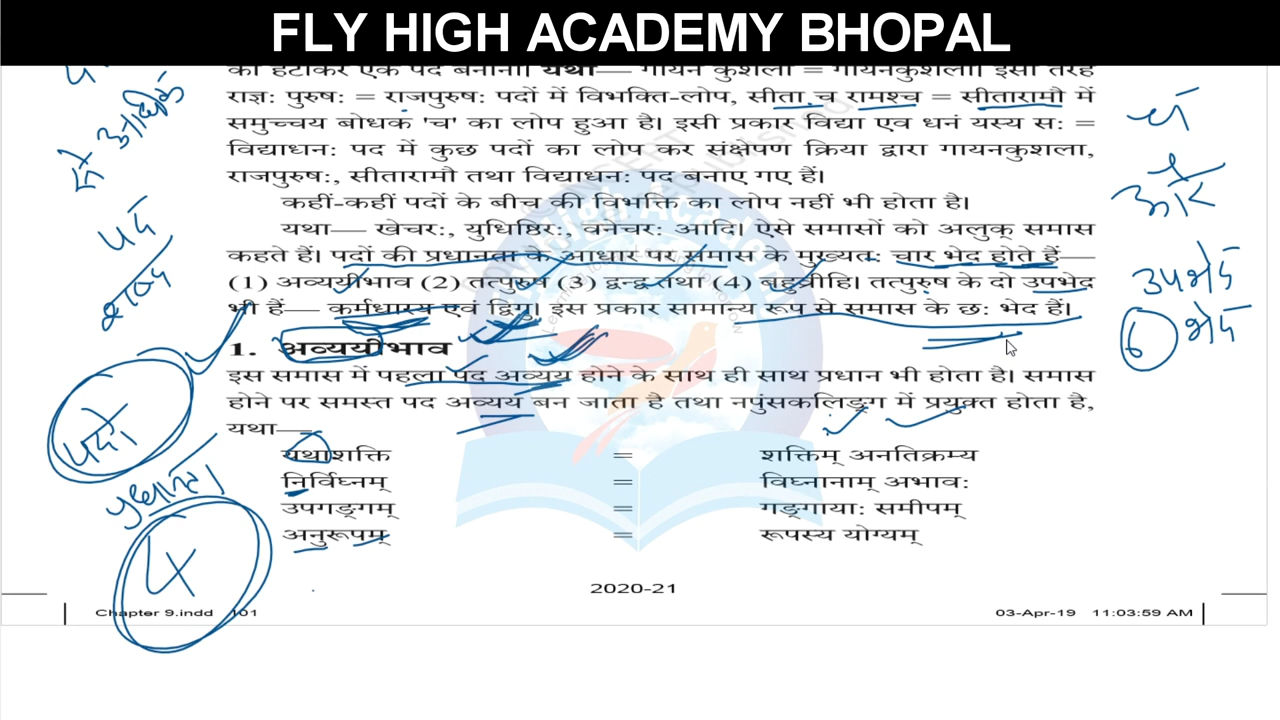 FLY HIGH ACADEMY BHOPAL
को हटाकर एक पद बनाना। यथा— गायने कुशला = गायनकुशला। इसी तरह
राज्ञः पुरुषः = राजपुरुषः पदों में विभक्ति-लोप, सीता च रामश्च = सीतारामौ में
समुच्चय बोधक 'च' का लोप हुआ है। इसी प्रकार विद्या एव धनं यस्य सः =
विद्याधनः पद में कुछ पदों का लोप कर संक्षेपण क्रिया द्वारा गायनकुशला,
राजपुरुषः, सीतारामौ तथा विद्याधनः पद बनाए गए हैं।
कहीं-कहीं पदों के बीच की विभक्ति का लोप नहीं भी होता है।
यथा— खेचरः, युधिष्ठिरः, वनेचरः आदि। ऐसे समासों को अलुक् समास
कहते हैं। पदों की प्रधानता के आधार पर समास के मुख्यतः चार भेद होते हैं—
(1) अव्ययीभाव (2) तत्पुरुष (3) द्वन्द्व तथा (4) बहुव्रीहि। तत्पुरुष के दो उपभेद
भी हैं— कर्मधारय एवं द्विगु। इस प्रकार सामान्य रूप से समास के छः भेद हैं।
1. अव्ययीभाव
इस समास में पहला पद अव्यय होने के साथ ही साथ प्रधान भी होता है। समास
होने पर समस्त पद अव्यय बन जाता है तथा नपुंसकलिङ्ग में प्रयुक्त होता है,
यथा—
यथाशक्ति = शक्तिम् अनतिक्रम्य
निर्विघ्नम् = विघ्नानाम् अभावः
उपगङ्गम् = गङ्गायाः समीपम्
अनुरूपम् = रूपस्य योग्यम्
2020-21
Chapter 9.indd 101 03-Apr-19 11:03:59 AM
पद
4
उपभेद
6 भेद